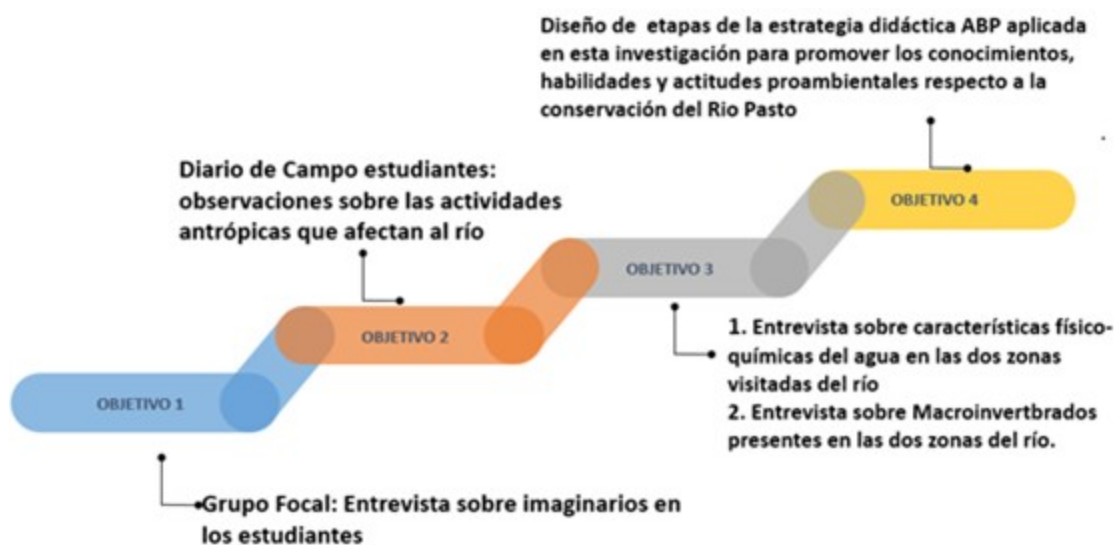 Diseño de etapas de la estrategia didáctica ABP aplicada
en esta investigación para promover los conocimientos,
habilidades y actitudes proambientales respecto a la
conservación del Rio Pasto
OBJETIVO 4
Diario de Campo estudiantes:
observaciones sobre las actividades
antrópicas que afectan al río
OBJETIVO 3
OBJETIVO 2
1. Entrevista sobre características físico-
químicas del agua en las dos zonas
visitadas del río
2. Entrevista sobre Macroinvertbrados
presentes en las dos zonas del río.
OBJETIVO 1
Grupo Focal: Entrevista sobre imaginarios en
los estudiantes